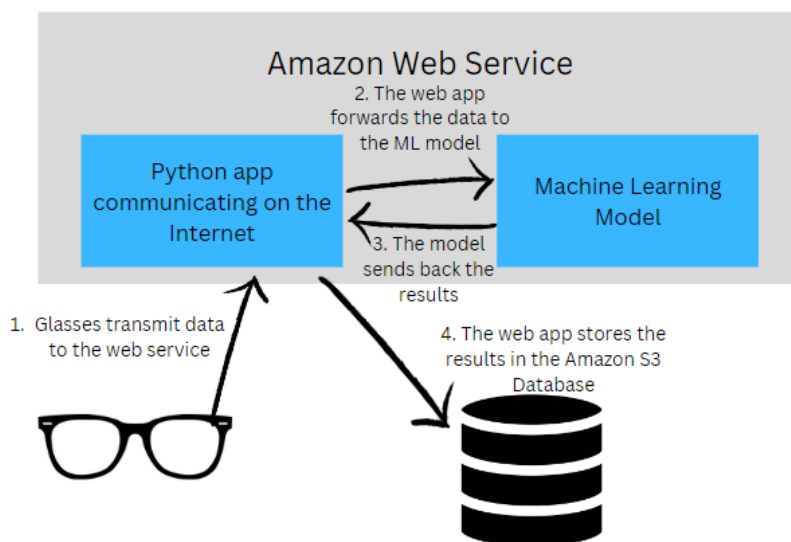 Amazon Web Service
2. The web app
forwards the data to
the ML model
Python app
communicating on the
Internet
Machine Learning
Model
3. The model
sends back the
results
1. Glasses transmit data
to the web service
4. The web app stores the
results in the Amazon S3
Database